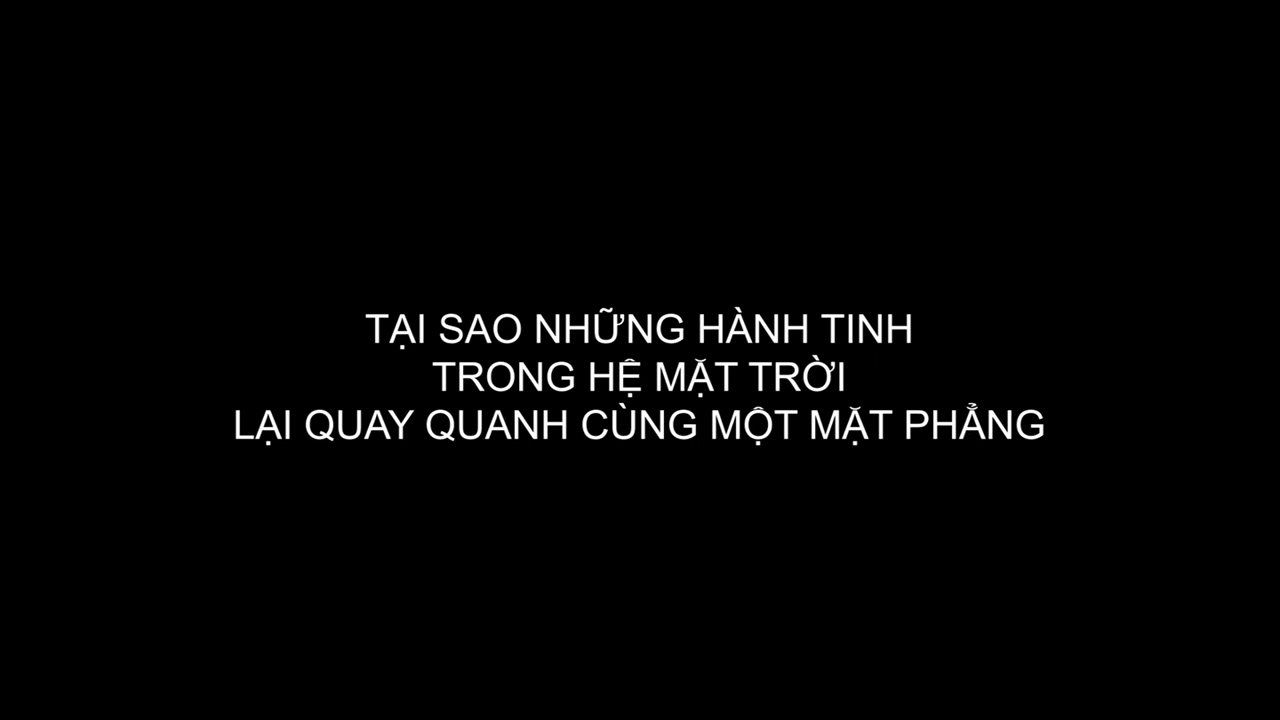 TẠI SAO NHỮNG HÀNH TINH
TRONG HỆ MẶT TRỜI
LẠI QUAY QUANH CÙNG MỘT MẶT PHẲNG